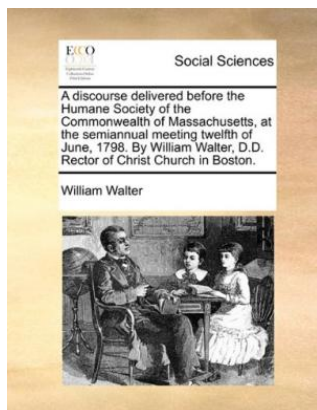 ECCO
Social Sciences
A discourse delivered before the
Humane Society of the
Commonwealth of Massachusetts, at
the semiannual meeting twelfth of
June, 1798. By William Walter, D.D.
Rector of Christ Church in Boston.
William Walter